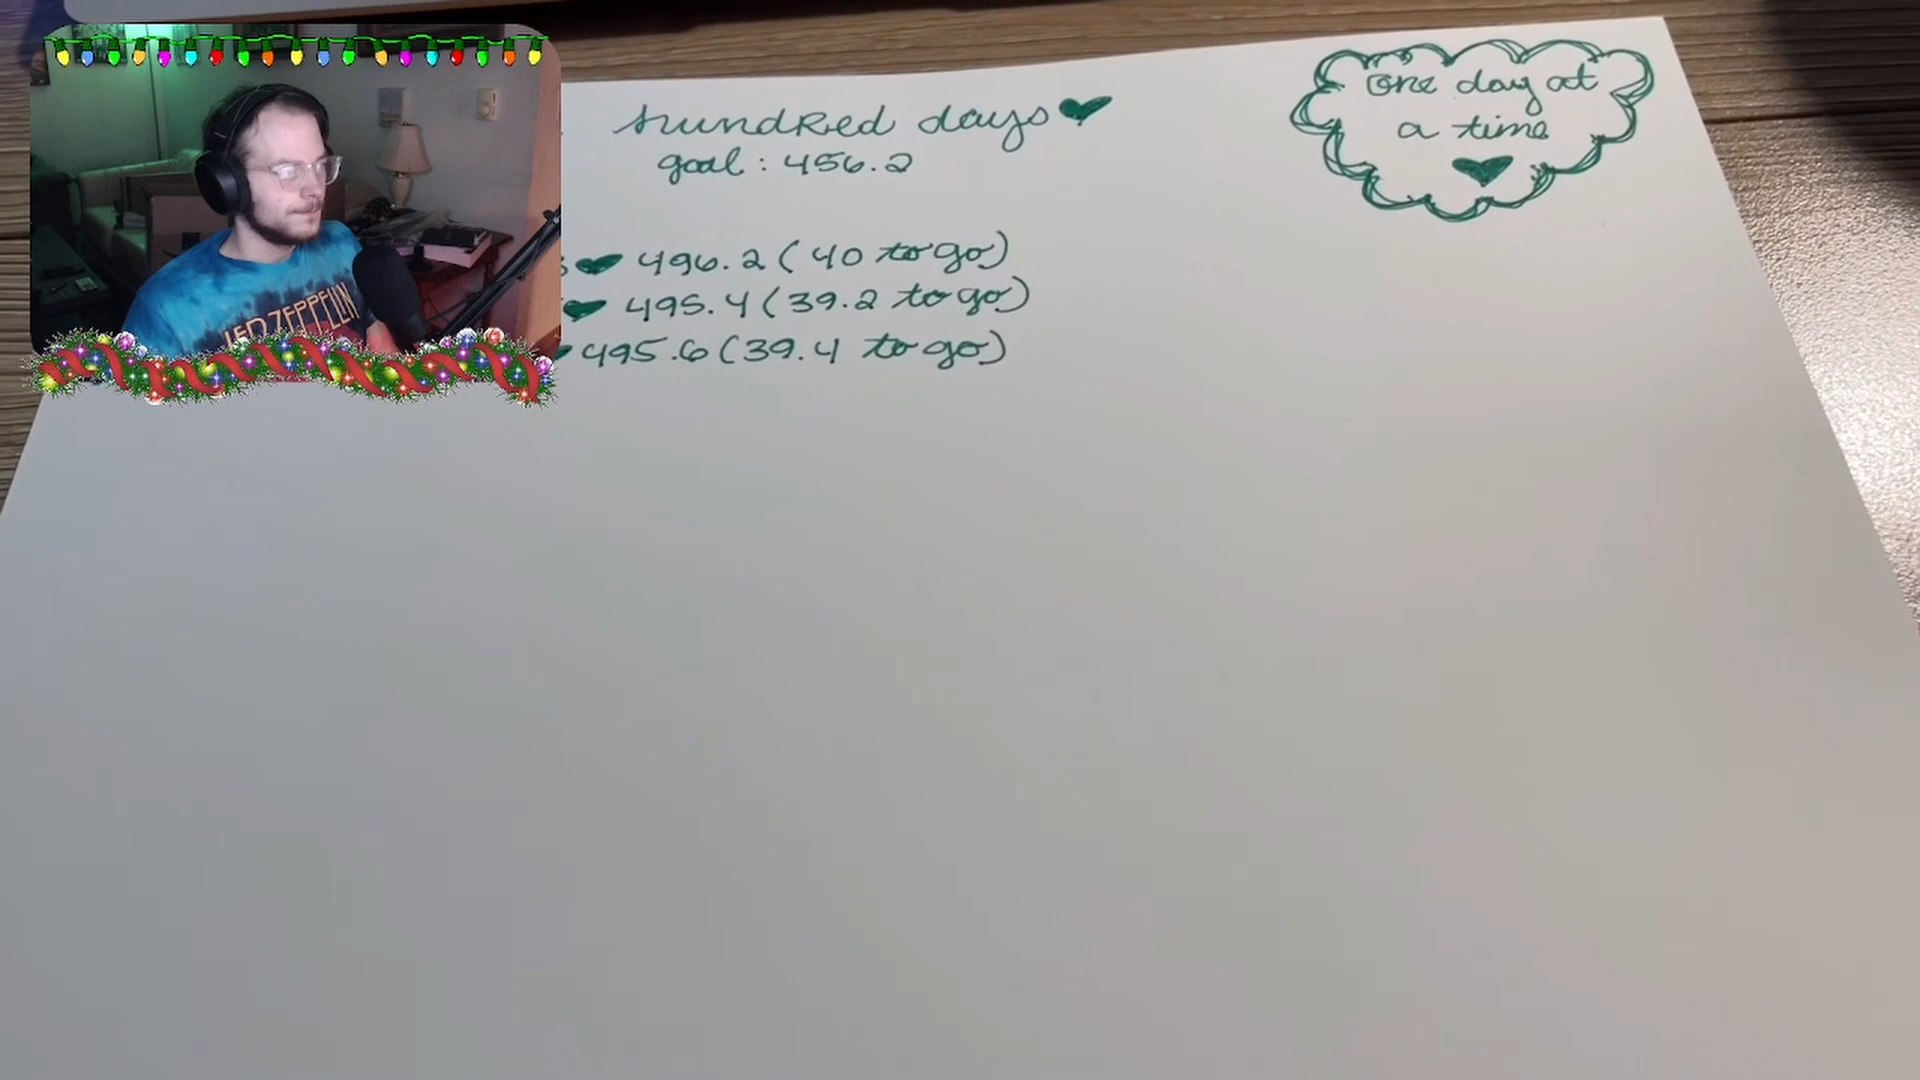 hundred days
goal: 456.2
one day at
a time
496.2 (40 to go)
495.4 (39.2 to go)
495.6 (39.4 to go)
LED ZEPPELIN